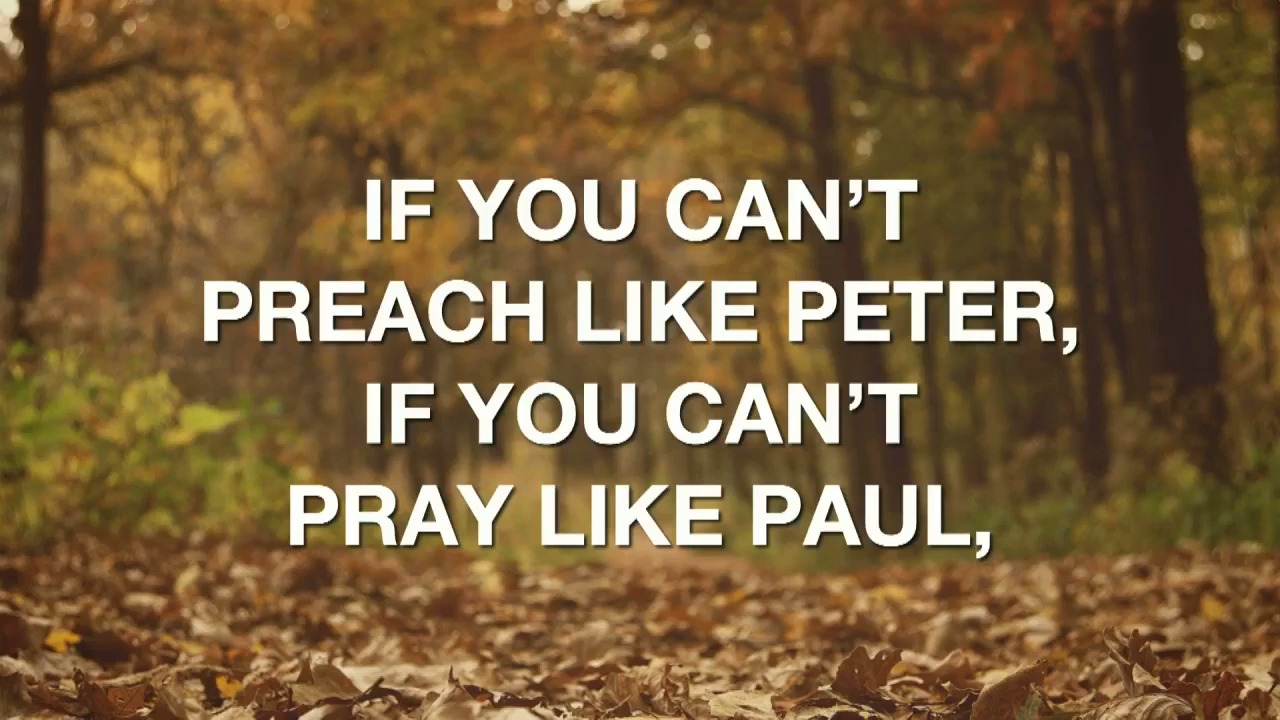 IF YOU CAN’T
PREACH LIKE PETER,
IF YOU CAN’T
PRAY LIKE PAUL,